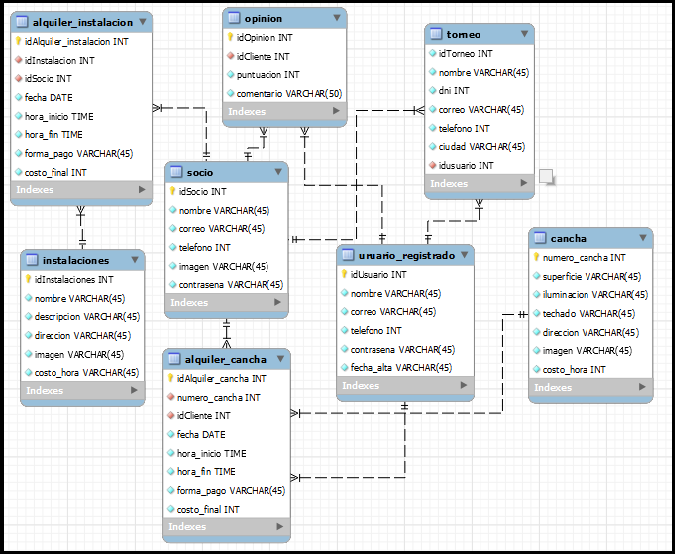 alquiler_instalacion
idAlquiler_instalacion INT
idInstalacion INT
idSocio INT
fecha DATE
hora_inicio TIME
hora_fin TIME
forma_pago VARCHAR(45)
costo_final INT
Indexes
opinion
idOpinion INT
idCliente INT
puntuacion INT
comentario VARCHAR(50)
Indexes
torneo
idTorneo INT
nombre VARCHAR(45)
dni INT
correo VARCHAR(45)
telefono INT
ciudad VARCHAR(45)
idusuario INT
Indexes
socio
idSocio INT
nombre VARCHAR(45)
correo VARCHAR(45)
telefono INT
imagen VARCHAR(45)
contrasena VARCHAR(45)
Indexes
instalaciones
idInstalaciones INT
nombre VARCHAR(45)
descripcion VARCHAR(45)
direccion VARCHAR(45)
imagen VARCHAR(45)
costo_hora VARCHAR(45)
Indexes
usuario_registrado
idUsuario INT
nombre VARCHAR(45)
correo VARCHAR(45)
telefcno INT
contrasena VARCHAR(45)
fecha_alta VARCHAR(45)
Indexes
cancha
numero_cancha INT
superficie VARCHAR(45)
iluminacion VARCHAR(45)
techado VARCHAR(45)
direccion VARCHAR(45)
imagen VARCHAR(45)
costo_hora INT
Indexes
alquiler_cancha
idAlquiler_cancha INT
numero_cancha INT
idCliente INT
fecha DATE
hora_inicio TIME
hora_fin TIME
forma_pago VARCHAR(45)
costo_final INT
Indexes